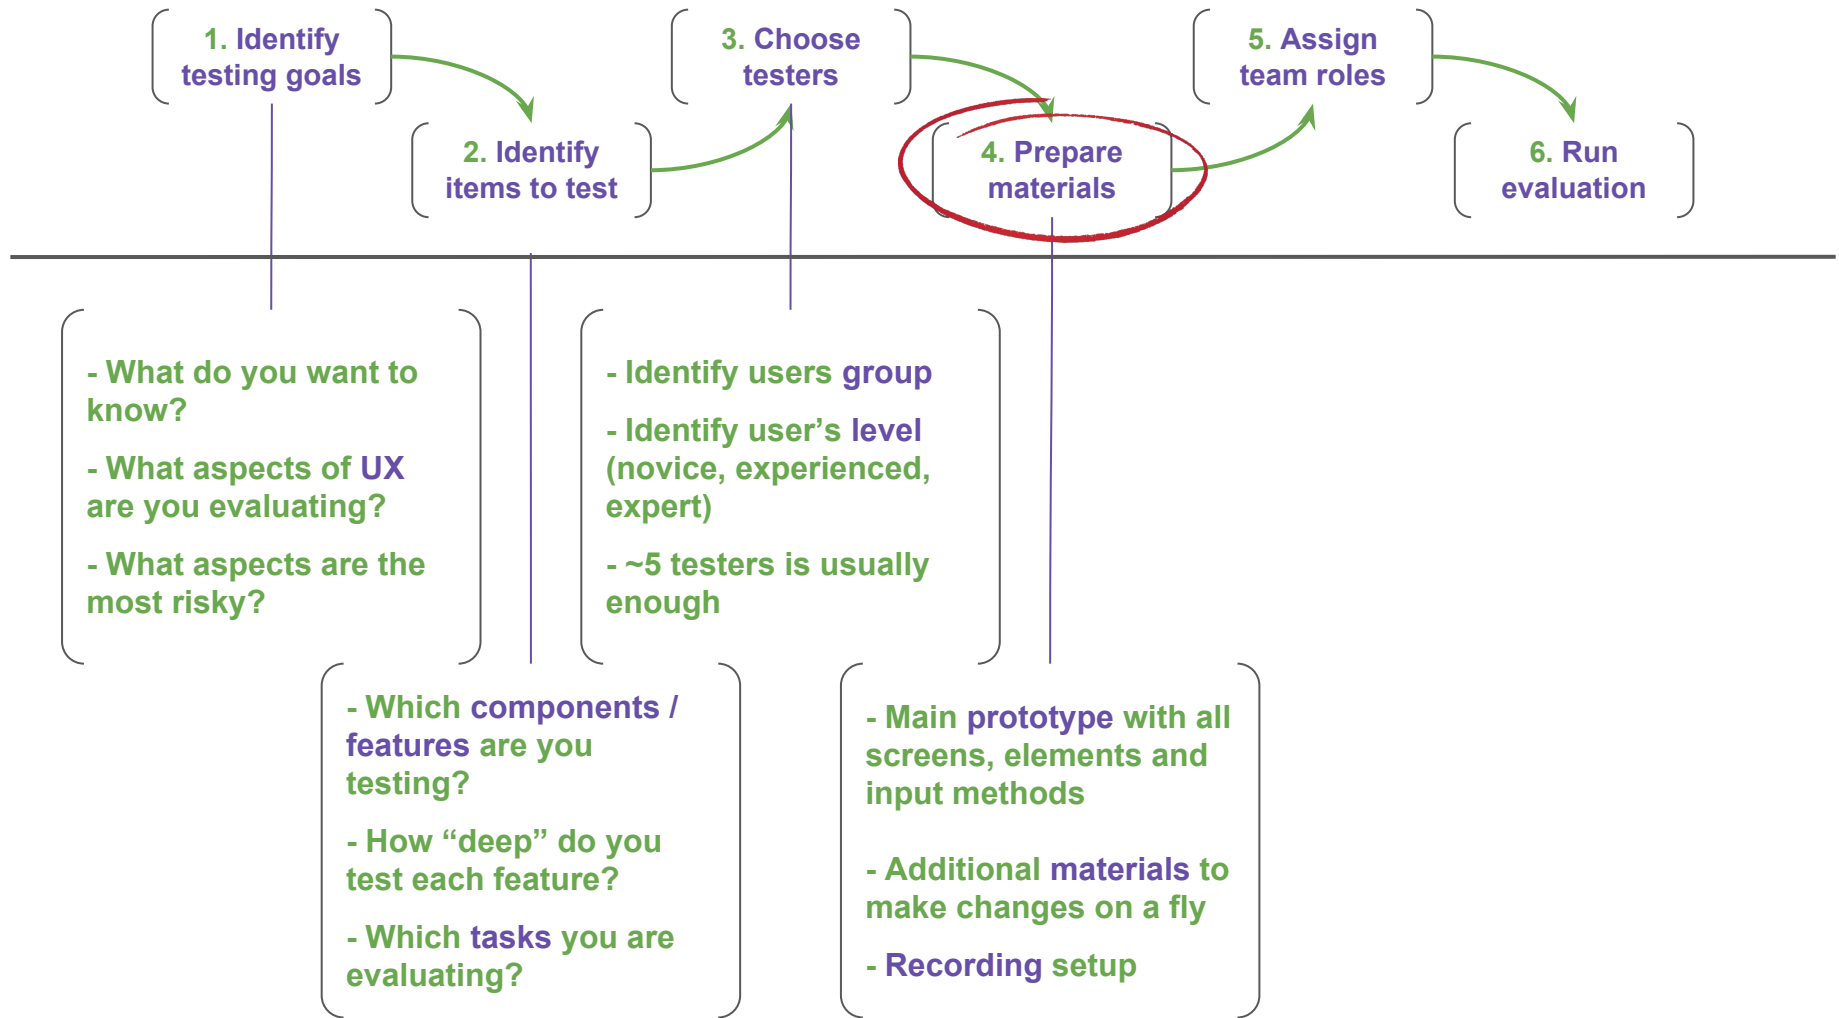 1. Identify
testing goals
2. Identify
items to test
3. Choose
testers
4. Prepare
materials
5. Assign
team roles
6. Run
evaluation
- What do you want to
know?
- What aspects of UX
are you evaluating?
- What aspects are the
most risky?
- Which components /
features are you
testing?
- How “deep” do you
test each feature?
- Which tasks you are
evaluating?
- Identify users group
- Identify user’s level
(novice, experienced,
expert)
- ~5 testers is usually
enough
- Main prototype with all
screens, elements and
input methods
- Additional materials to
make changes on a fly
- Recording setup